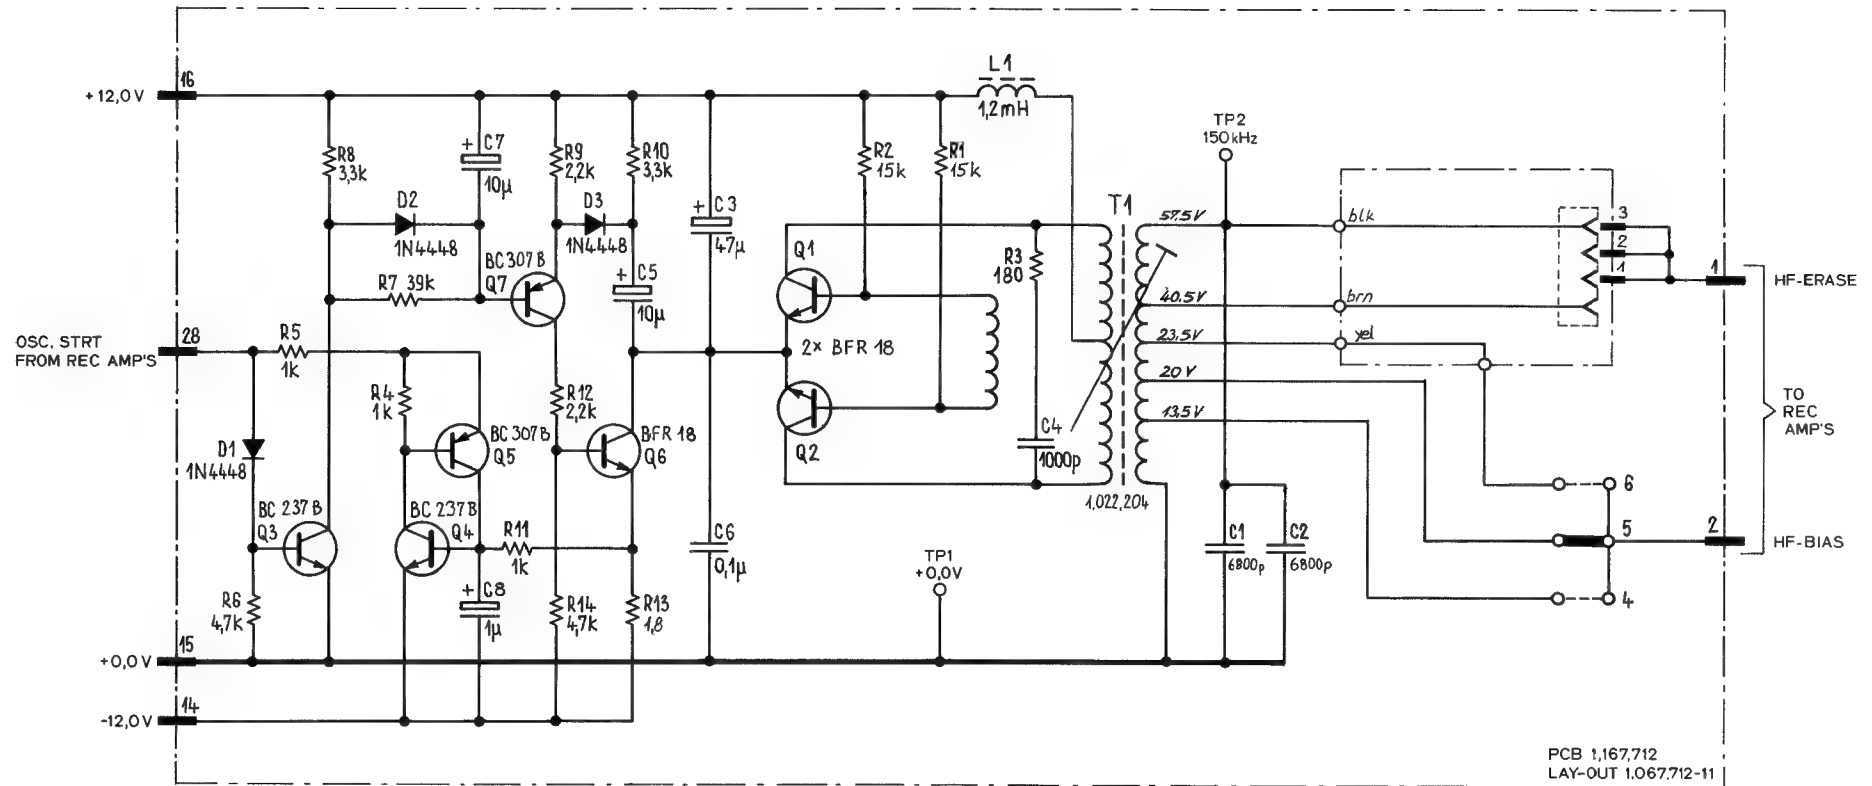 16
+12,0V
L1
1,2mH
TP2
150kHz
R8
3,3k
+ C7
10µ
R9
2,2k
R10
3,3k
R2
15k
R1
15k
D2
1N4448
D3
1N4448
+ C3
47µ
T1
57,5V
blk
3
2
1
1
HF-ERASE
BC307B
Q7
R7 39k
+ C5
10µ
Q1
R3
180
40,5V
brn
28
OSC. STRT
FROM REC AMP'S
R5
1k
2x BFR 18
23,5V
yel
R4
1k
R12
2,2k
20V
TO
REC
AMP'S
13,5V
D1
1N4448
BC307B
Q5
BFR 18
Q6
Q2
C4
1000p
1,022,204
6
BC 237B
Q3
BC 237B
Q4
R11
1k
C6
0,1µ
TP1
+0,0V
C1
6800p
C2
6800p
5
2
HF-BIAS
R6
4,7k
+ C8
1µ
R14
4,7k
R13
1,8
4
15
+0,0V
14
-12,0V
PCB 1,167,712
LAY-OUT 1.067.712-11